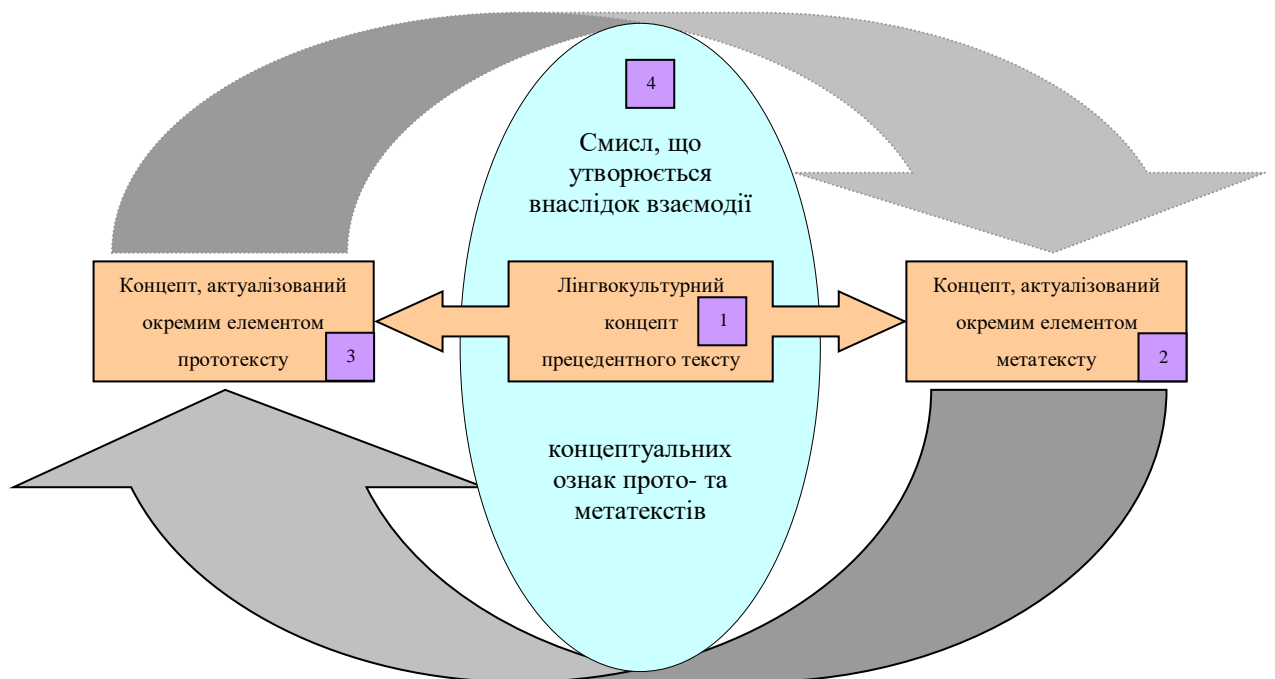 4
Смисл, що
утворюється
внаслідок взаємодії
Концепт, актуалізований
окремим елементом
прототексту
3
Лінгвокультурний
концепт
1
прецедентного тексту
Концепт, актуалізований
окремим елементом
метатексту
2
концептуальних
ознак прото- та
метатекстів